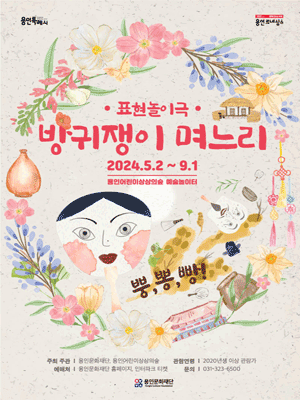 용인특례시
용인르네상스
• 표현놀이극 •
방귀쟁이 며느리
2024.5.2 ~ 9.1
용인어린이상상의숲 예술놀이터
뿡, 뽕, 빵!
주최 주관 | 용인문화재단, 용인어린이상상의숲
예매처 | 용인문화재단 홈페이지, 인터파크 티켓
관람연령 | 2020년생 이상 관람가
문의 | 031-323-6500
용인문화재단